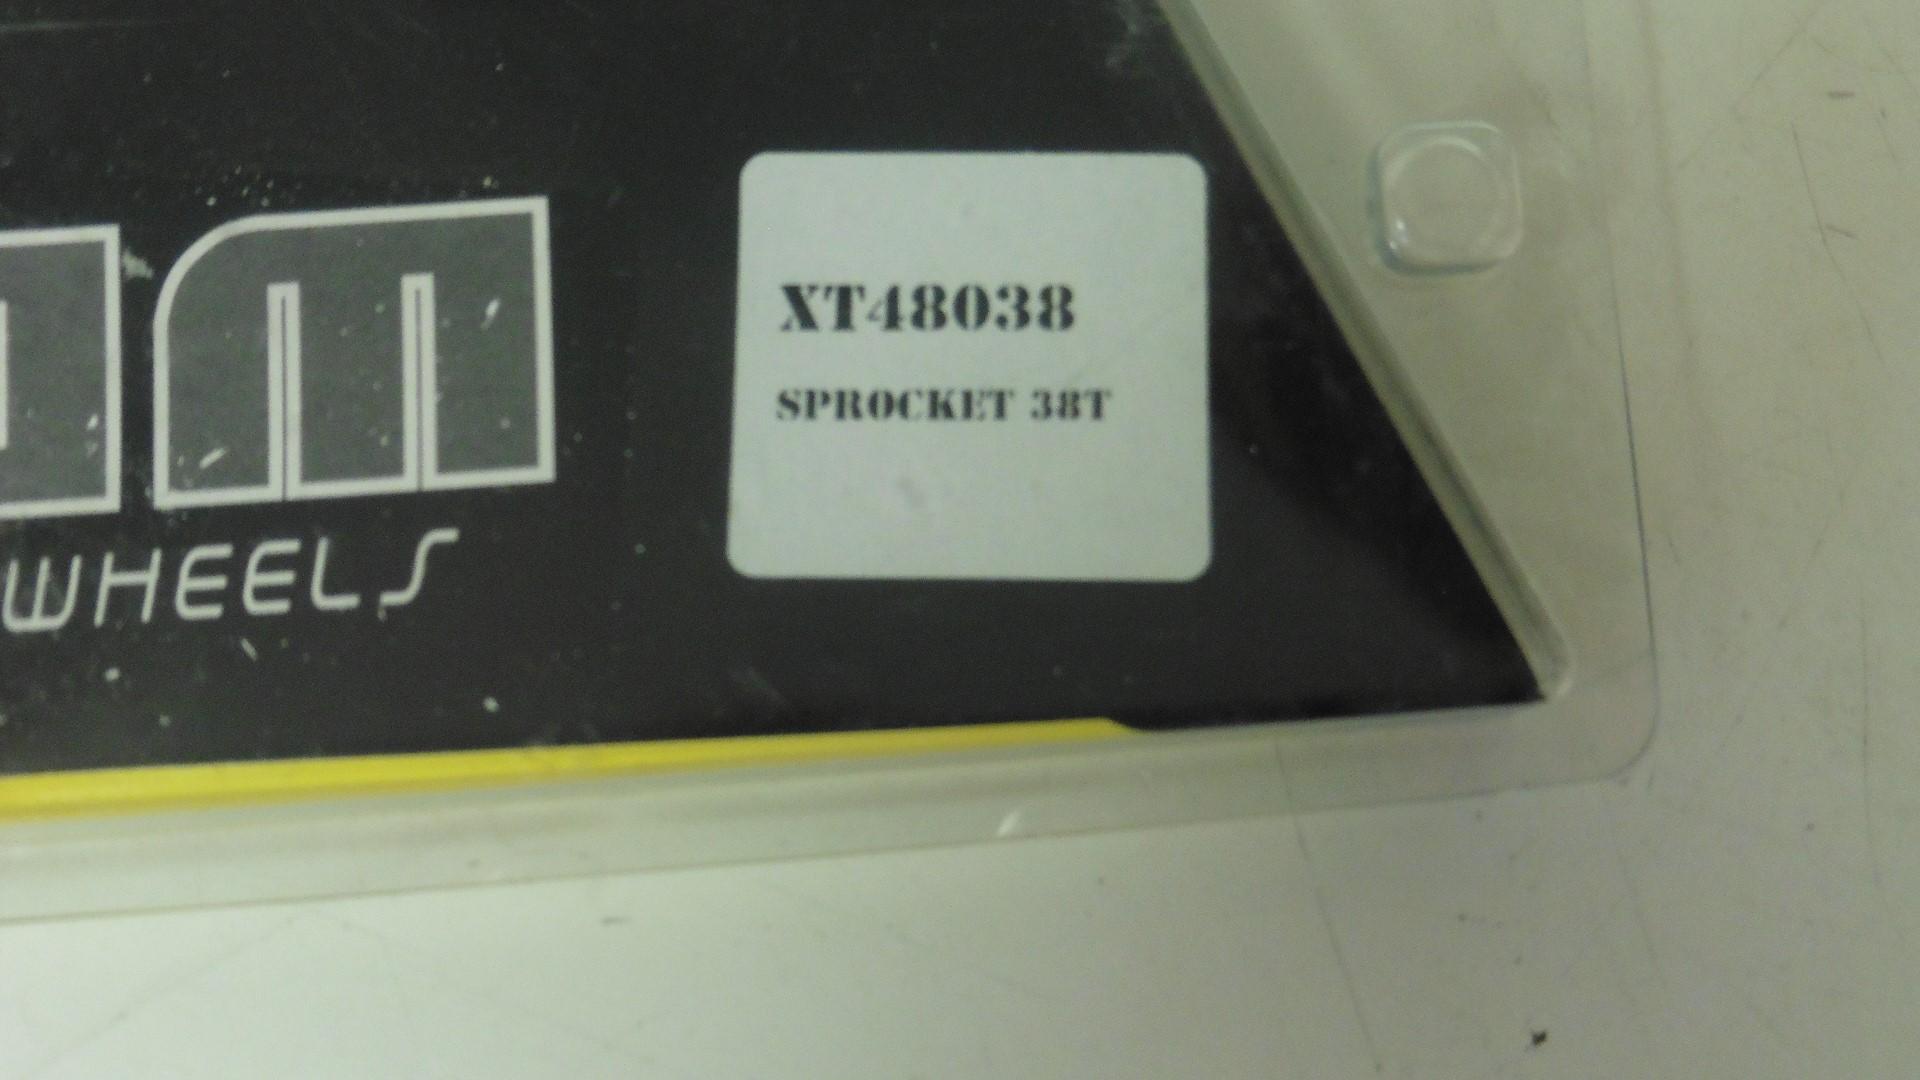 XT48038
SPROCKET 38T
WHEELS